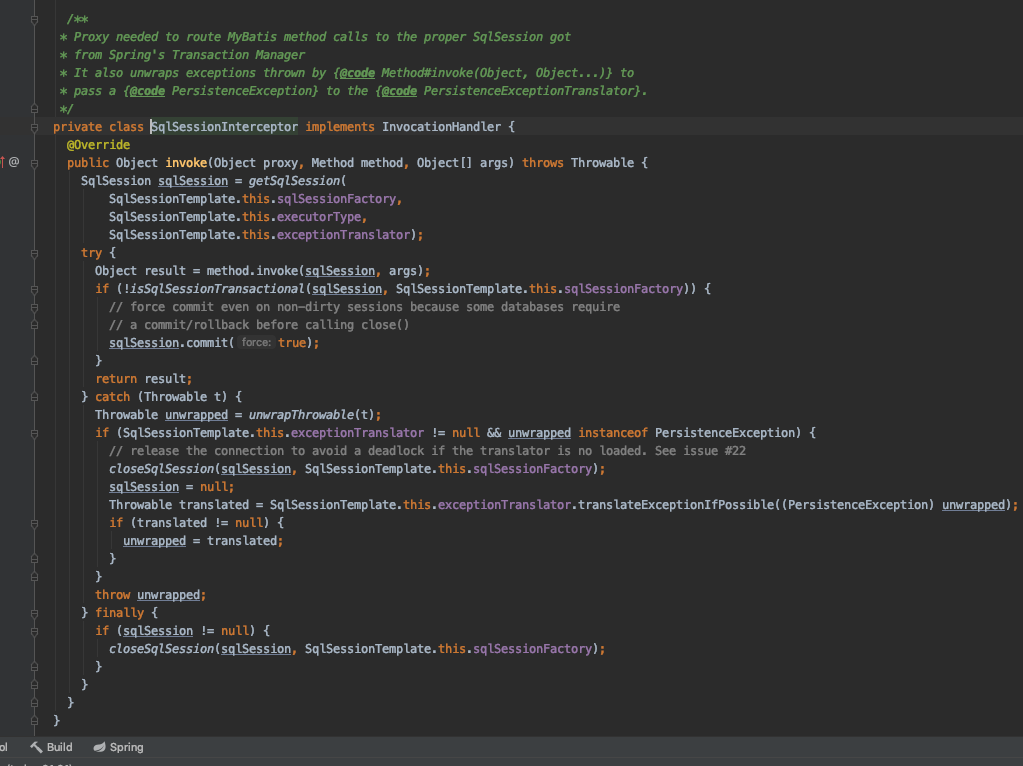 /**
* Proxy needed to route MyBatis method calls to the proper SqlSession got
* from Spring's Transaction Manager
* It also unwraps exceptions thrown by {@code Method#invoke(Object, Object...)} to
* pass a {@code PersistenceException} to the {@code PersistenceExceptionTranslator}.
*/
private class SqlSessionInterceptor implements InvocationHandler {
@Override
@ public Object invoke(Object proxy, Method method, Object[] args) throws Throwable {
SqlSession sqlSession = getSqlSession(
SqlSessionTemplate.this.sqlSessionFactory,
SqlSessionTemplate.this.executorType,
SqlSessionTemplate.this.exceptionTranslator);
try {
Object result = method.invoke(sqlSession, args);
if (!isSqlSessionTransactional(sqlSession, SqlSessionTemplate.this.sqlSessionFactory)) {
// force commit even on non-dirty sessions because some databases require
// a commit/rollback before calling close()
sqlSession.commit( force: true);
}
return result;
} catch (Throwable t) {
Throwable unwrapped = unwrapThrowable(t);
if (SqlSessionTemplate.this.exceptionTranslator != null && unwrapped instanceof PersistenceException) {
// release the connection to avoid a deadlock if the translator is no loaded. See issue #22
closeSqlSession(sqlSession, SqlSessionTemplate.this.sqlSessionFactory);
sqlSession = null;
Throwable translated = SqlSessionTemplate.this.exceptionTranslator.translateExceptionIfPossible((PersistenceException) unwrapped);
if (translated != null) {
unwrapped = translated;
}
}
throw unwrapped;
} finally {
if (sqlSession != null) {
closeSqlSession(sqlSession, SqlSessionTemplate.this.sqlSessionFactory);
}
}
}
}
ol Build Spring